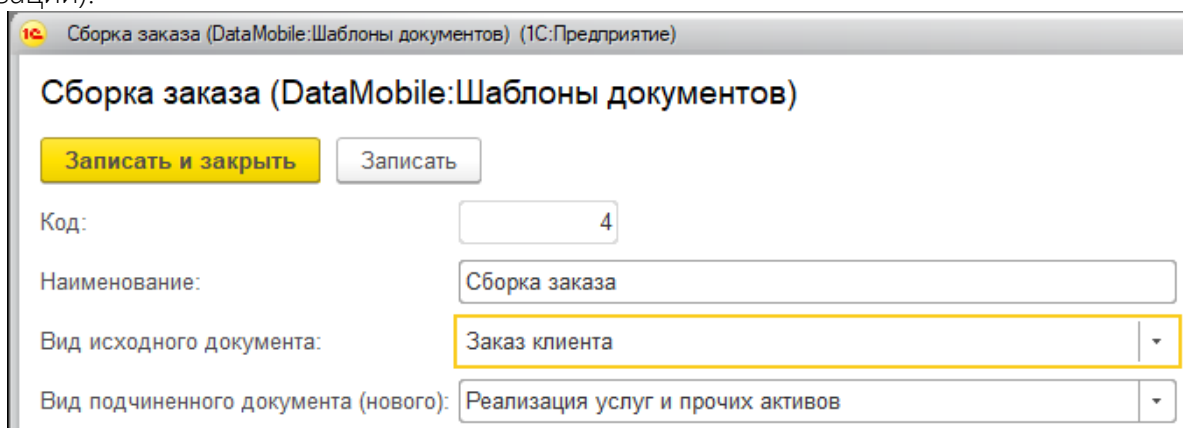 зации).
1С Сборка заказа (DataMobile:Шаблоны документов) (1С:Предприятие)
Сборка заказа (DataMobile:Шаблоны документов)
Записать и закрыть Записать
Код: 4
Наименование: Сборка заказа
Вид исходного документа: Заказ клиента
Вид подчиненного документа (нового): Реализация услуг и прочих активов